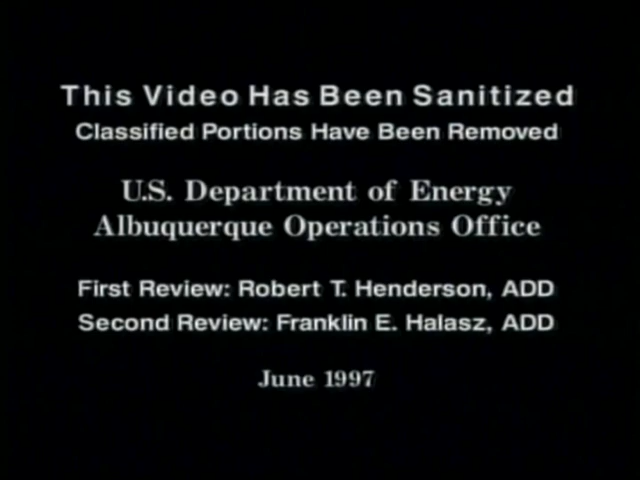 This Video Has Been Sanitized
Classified Portions Have Been Removed
U.S. Department of Energy
Albuquerque Operations Office
First Review: Robert T. Henderson, ADD
Second Review: Franklin E. Halasz, ADD
June 1997